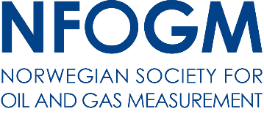 NFOGM
NORWEGIAN SOCIETY FOR
OIL AND GAS MEASUREMENT